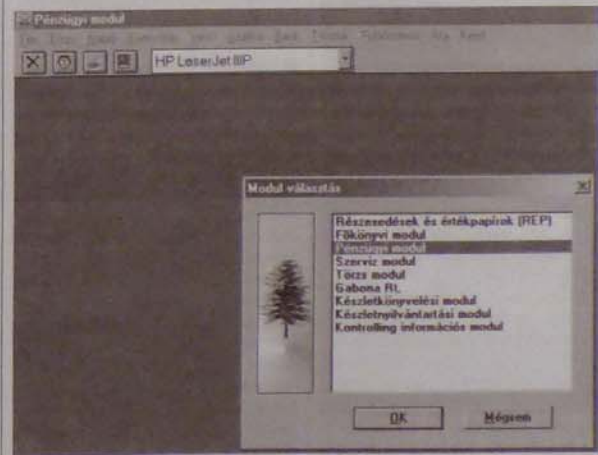 Pénzügyi modul
HP LaserJet IIIP
Modul választás
Részesedések és értékpapírok (REP)
Főkönyvi modul
Pénzügyi modul
Szerviz modul
Törzs modul
Gabona Rt.
Készletkönyvelési modul
Készletnyilvántartási modul
Kontrolling információs modul
OK
Mégsem